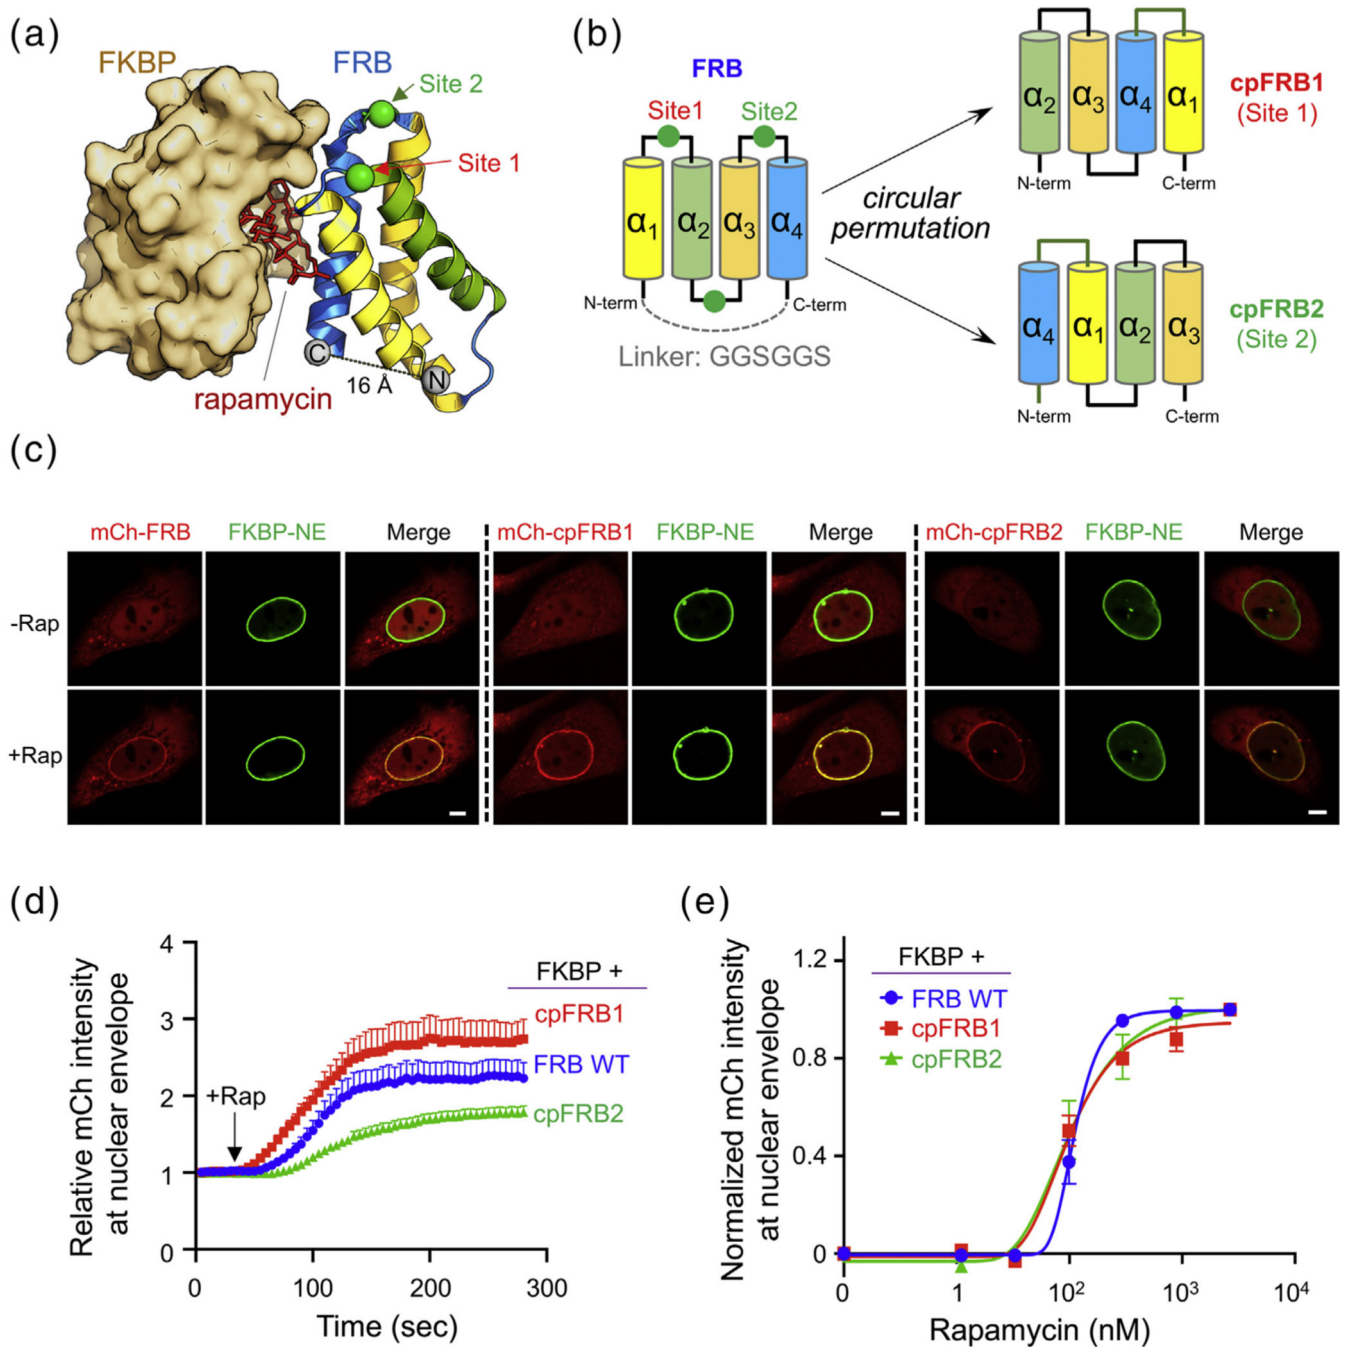 (a)
FKBP
FRB
Site 2
Site 1
C
16 Å
N
rapamycin
(b)
FRB
Site1
Site2
α1
α2
α3
α4
N-term
C-term
Linker: GGSGGS
circular
permutation
α2
α3
α4
α1
N-term
C-term
cpFRB1
(Site 1)
α4
α1
α2
α3
N-term
C-term
cpFRB2
(Site 2)
(c)
mCh-FRB
FKBP-NE
Merge
mCh-cpFRB1
FKBP-NE
Merge
mCh-cpFRB2
FKBP-NE
Merge
-Rap
+Rap
(d)
Relative mCh intensity
at nuclear envelope
4
3
2
1
0
+Rap
FKBP +
cpFRB1
FRB WT
cpFRB2
0
100
200
300
Time (sec)
(e)
Normalized mCh intensity
at nuclear envelope
1.2
0.8
0.4
0
FKBP +
FRB WT
cpFRB1
cpFRB2
0
1
10²
10³
10⁴
Rapamycin (nM)